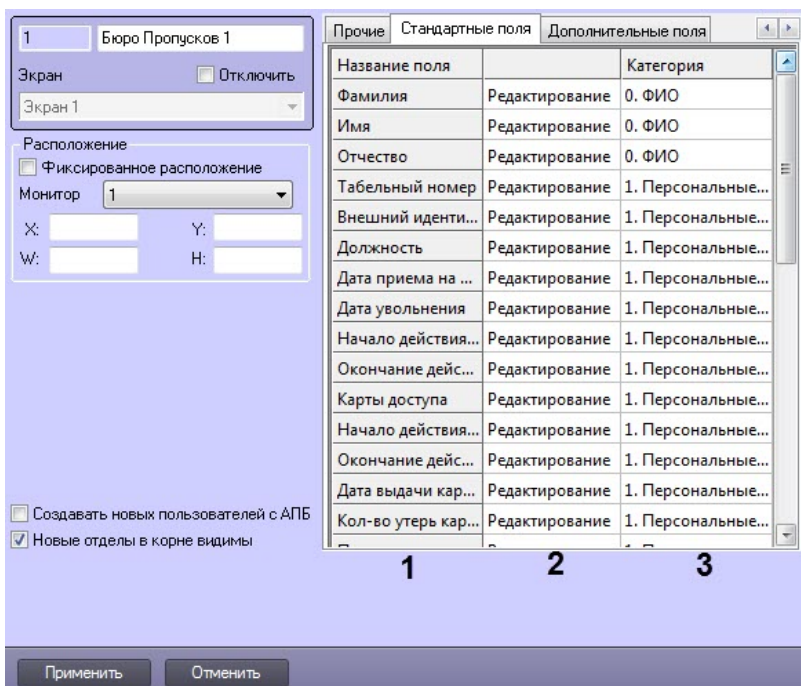 1 Бюро Пропусков 1
Экран Отключить
Экран 1
Расположение
Фиксированное расположение
Монитор 1
X: Y:
W: H:
Создавать новых пользователей с АПБ
Новые отделы в корне видимы
Прочие Стандартные поля Дополнительные поля
Название поля Категория
Фамилия Редактирование 0. ФИО
Имя Редактирование 0. ФИО
Отчество Редактирование 0. ФИО
Табельный номер Редактирование 1. Персональные...
Внешний иденти... Редактирование 1. Персональные...
Должность Редактирование 1. Персональные...
Дата приема на ... Редактирование 1. Персональные...
Дата увольнения Редактирование 1. Персональные...
Начало действия... Редактирование 1. Персональные...
Окончание дейс... Редактирование 1. Персональные...
Карты доступа Редактирование 1. Персональные...
Начало действия... Редактирование 1. Персональные...
Окончание дейс... Редактирование 1. Персональные...
Дата выдачи кар... Редактирование 1. Персональные...
Кол-во утерь кар... Редактирование 1. Персональные...
1 2 3
Применить Отменить